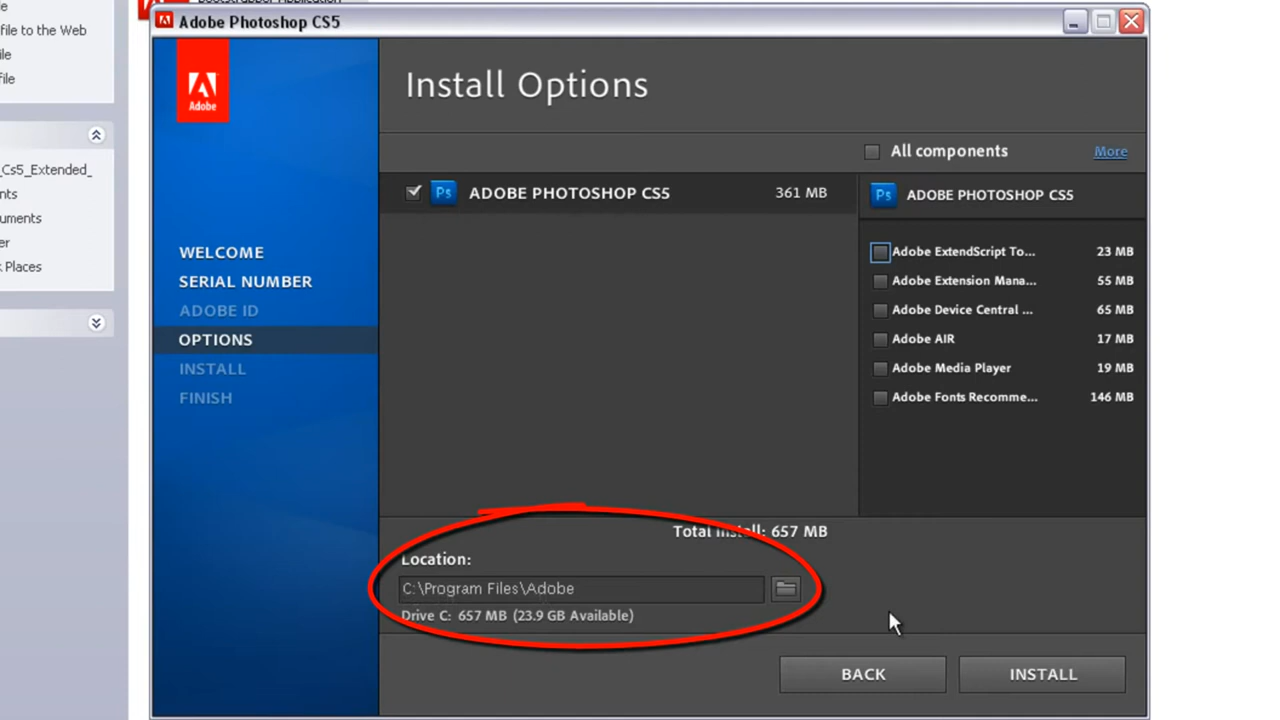 Adobe Photoshop CS5
le
file to the Web
ile
file
_Cs5_Extended_
nts
uments
er
k Places
Adobe
Install Options
All components
More
Ps
ADOBE PHOTOSHOP CS5
361 MB
Ps
ADOBE PHOTOSHOP CS5
WELCOME
SERIAL NUMBER
ADOBE ID
OPTIONS
INSTALL
FINISH
Adobe ExtendScript To... 23 MB
Adobe Extension Mana... 55 MB
Adobe Device Central ... 65 MB
Adobe AIR 17 MB
Adobe Media Player 19 MB
Adobe Fonts Recomme... 146 MB
Total Install: 657 MB
Location:
C:\Program Files\Adobe
Drive C: 657 MB (23.9 GB Available)
BACK
INSTALL